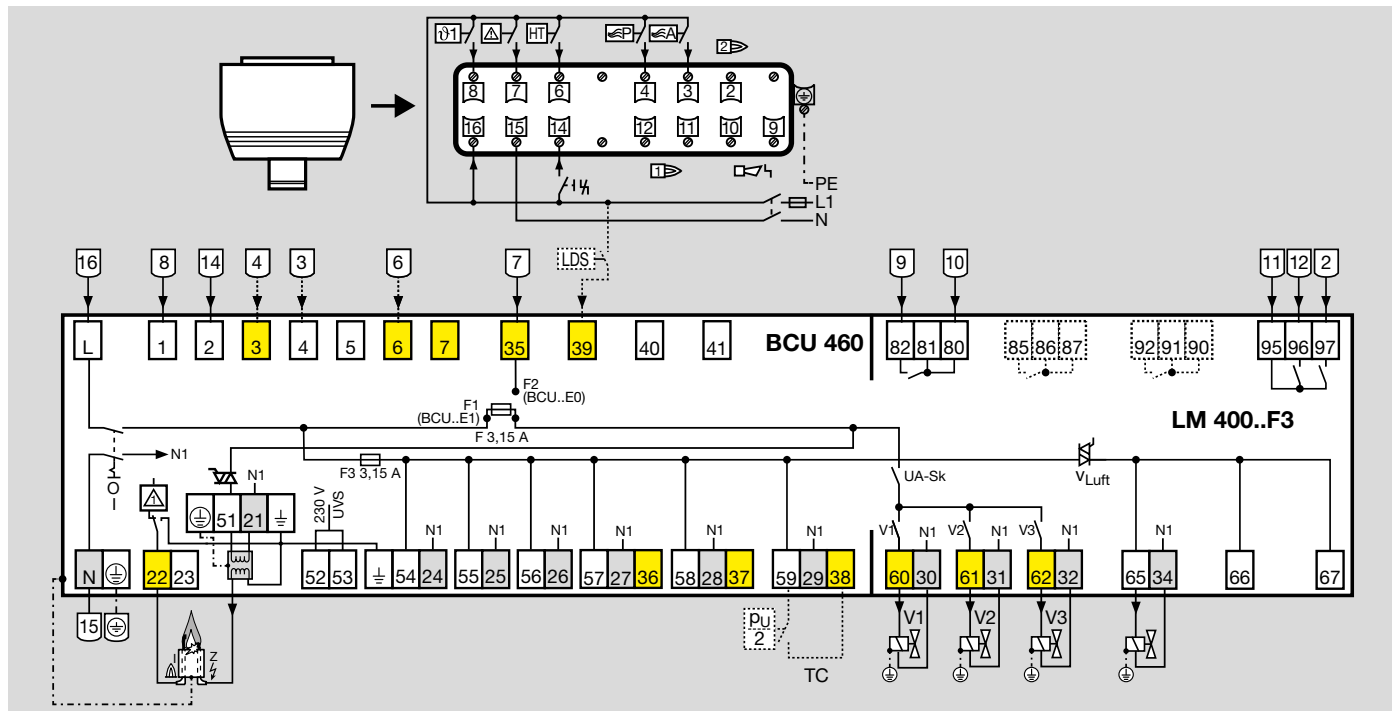 ϑ1 ⚠ HT P A 2
8 7 6 4 3 2
16 15 14 12 11 10 9
1
PE
L1
N
16 8 14 4 3 6 7 LDS 9 10 11 12 2
L 1 2 3 4 5 6 7 35 39 40 41 BCU 460 82 81 80 85 86 87 92 91 90 95 96 97
F2
(BCU..E0)
F1
(BCU..E1)
F 3,15 A
LM 400..F3
N1
F3 3,15 A
UA-Sk
VLuft
O
I
N1
230 V
UVS
N1 N1 N1 N1 N1 N1 V1 N1 V2 N1 V3 N1 N1
51 21
N 22 23 52 53 54 24 55 25 56 26 57 27 36 58 28 37 59 29 38 60 30 61 31 62 32 65 34 66 67
15
I Z
pU
2
TC
V1 V2 V3